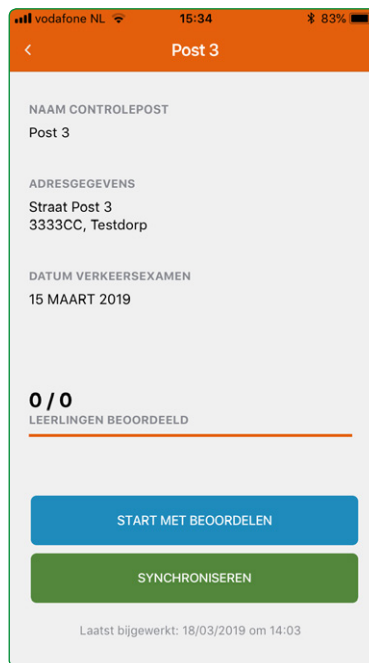 vodafone NL 15:34 83%
Post 3
NAAM CONTROLEPOST
Post 3
ADRESGEGEVENS
Straat Post 3
3333CC, Testdorp
DATUM VERKEERSEXAMEN
15 MAART 2019
0 / 0
LEERLINGEN BEOORDEELD
START MET BEOORDELEN
SYNCHRONISEREN
Laatst bijgewerkt: 18/03/2019 om 14:03